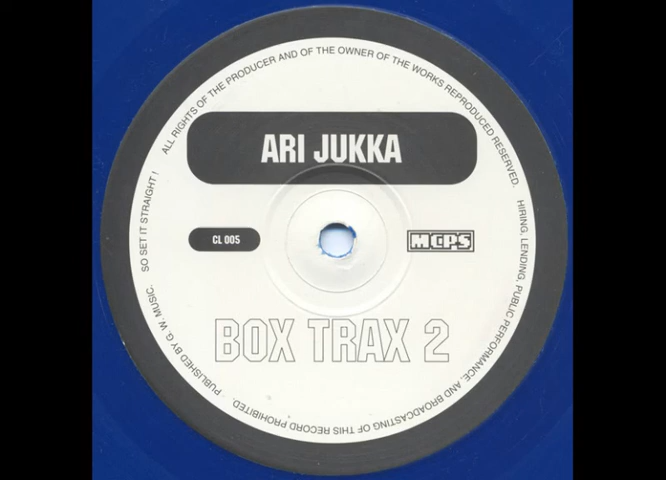 ALL RIGHTS OF THE PRODUCER AND OF THE OWNER OF THE WORKS REPRODUCED RESERVED. HIRING, LENDING, PUBLIC PERFORMANCE, AND BROADCASTING OF THIS RECORD PROHIBITED. PUBLISHED BY G. W. MUSIC. SO SET IT STRAIGHT !
ARI JUKKA
CL 005
MCPS
BOX TRAX 2